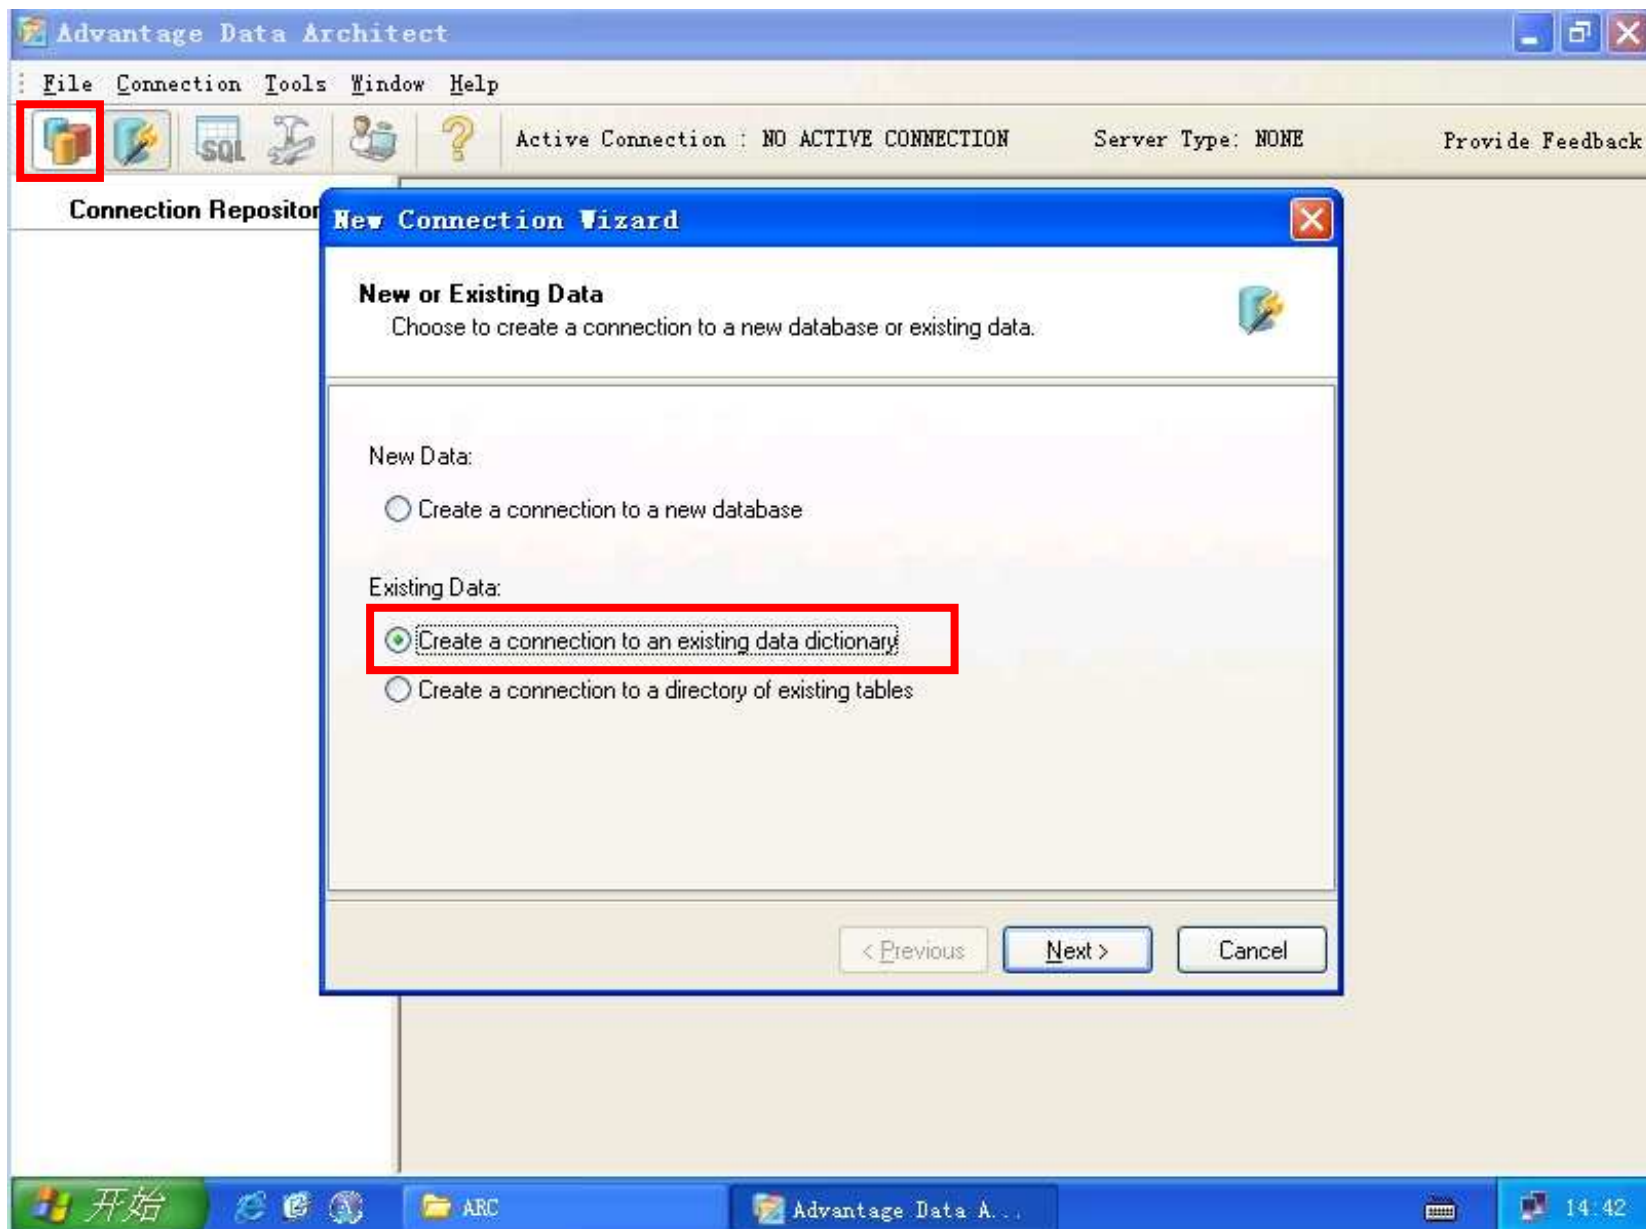 Advantage Data Architect
File Connection Tools Window Help
SQL
Active Connection : NO ACTIVE CONNECTION Server Type: NONE Provide Feedback
Connection Repositor
New Connection Wizard
New or Existing Data
Choose to create a connection to a new database or existing data.
New Data:
Create a connection to a new database
Existing Data:
Create a connection to an existing data dictionary
Create a connection to a directory of existing tables
< Previous Next > Cancel
开始 ARC Advantage Data A... 14:42